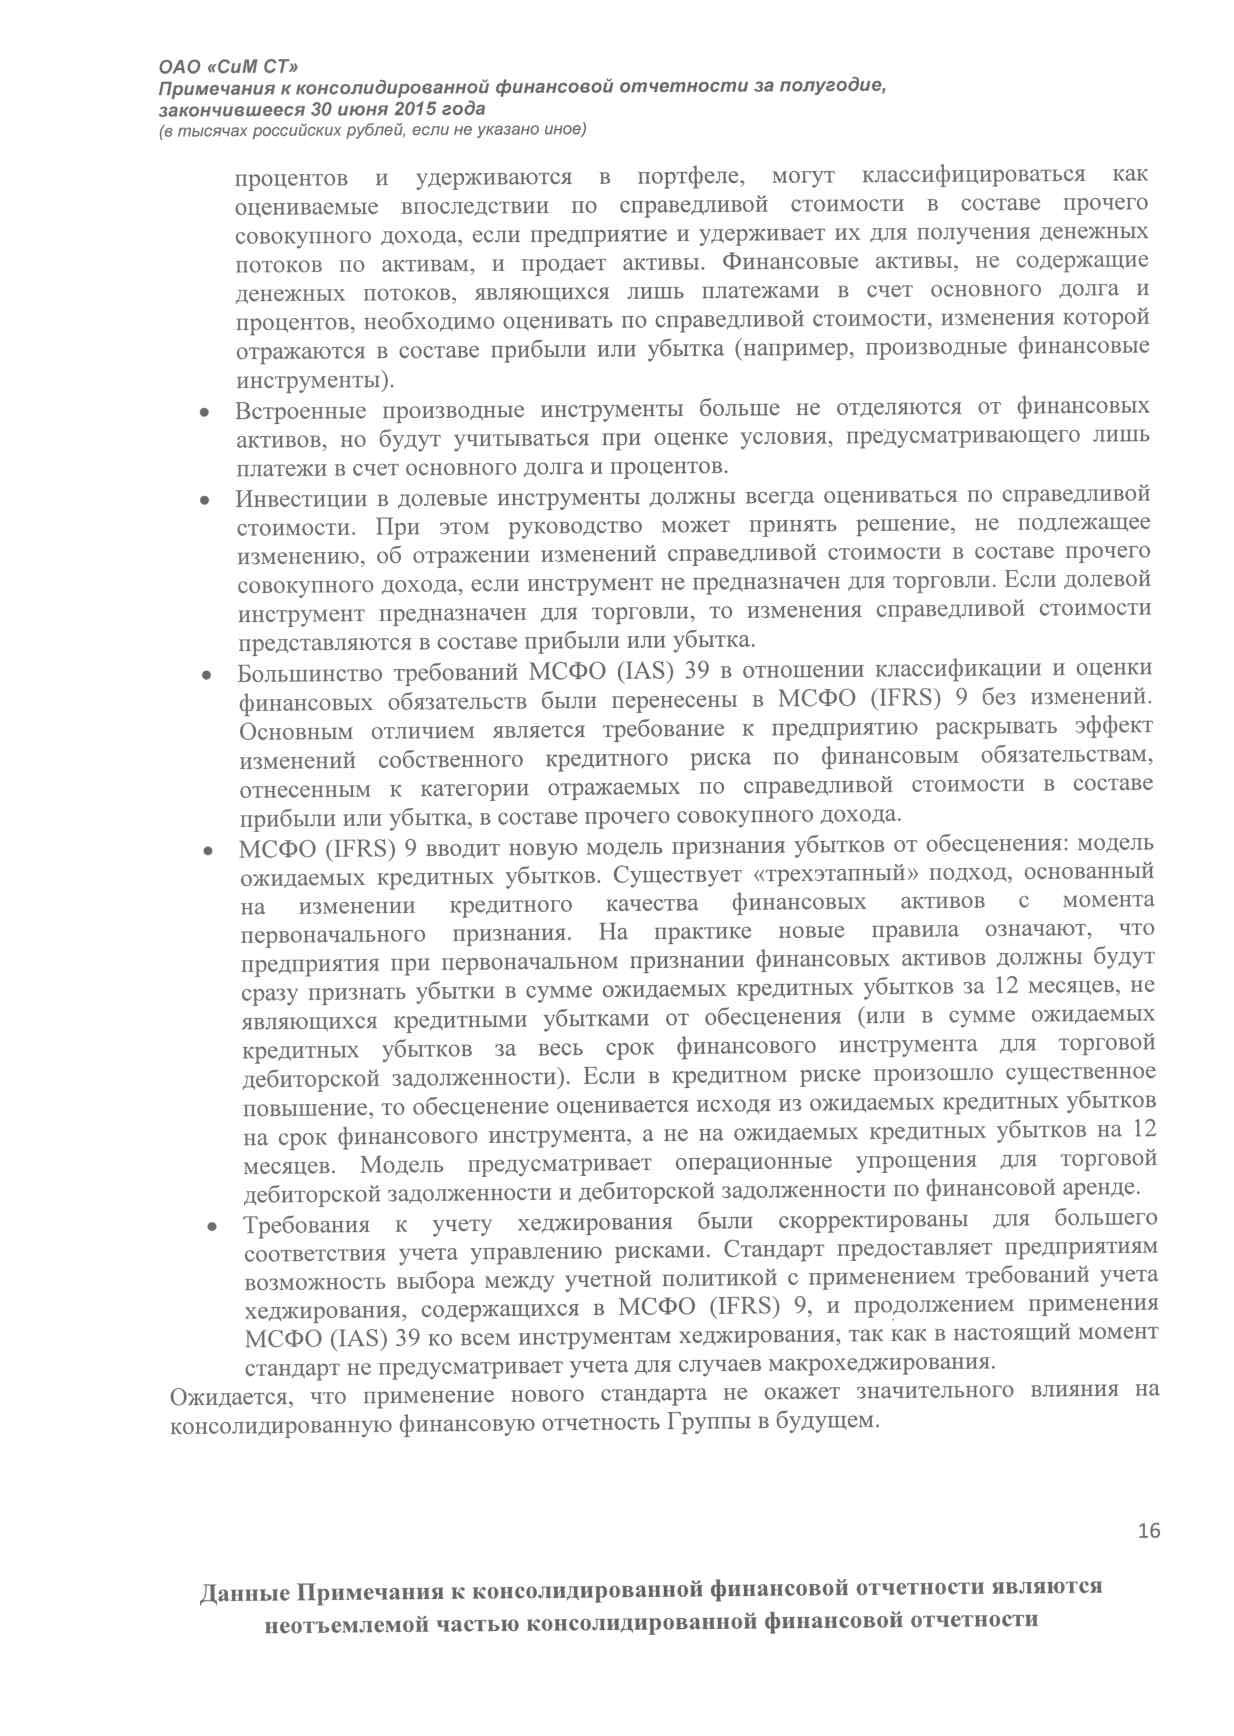 ОАО «СиМ СТ»
Примечания к консолидированной финансовой отчетности за полугодие,
закончившееся 30 июня 2015 года
(в тысячах российских рублей, если не указано иное)
процентов и удерживаются в портфеле, могут классифицироваться как
оцениваемые впоследствии по справедливой стоимости в составе прочего
совокупного дохода, если предприятие и удерживает их для получения денежных
потоков по активам, и продает активы. Финансовые активы, не содержащие
денежных потоков, являющихся лишь платежами в счет основного долга и
процентов, необходимо оценивать по справедливой стоимости, изменения которой
отражаются в составе прибыли или убытка (например, производные финансовые
инструменты).
• Встроенные производные инструменты больше не отделяются от финансовых
активов, но будут учитываться при оценке условия, предусматривающего лишь
платежи в счет основного долга и процентов.
• Инвестиции в долевые инструменты должны всегда оцениваться по справедливой
стоимости. При этом руководство может принять решение, не подлежащее
изменению, об отражении изменений справедливой стоимости в составе прочего
совокупного дохода, если инструмент не предназначен для торговли. Если долевой
инструмент предназначен для торговли, то изменения справедливой стоимости
представляются в составе прибыли или убытка.
• Большинство требований МСФО (IAS) 39 в отношении классификации и оценки
финансовых обязательств были перенесены в МСФО (IFRS) 9 без изменений.
Основным отличием является требование к предприятию раскрывать эффект
изменений собственного кредитного риска по финансовым обязательствам,
отнесенным к категории отражаемых по справедливой стоимости в составе
прибыли или убытка, в составе прочего совокупного дохода.
• МСФО (IFRS) 9 вводит новую модель признания убытков от обесценения: модель
ожидаемых кредитных убытков. Существует «трехэтапный» подход, основанный
на изменении кредитного качества финансовых активов с момента
первоначального признания. На практике новые правила означают, что
предприятия при первоначальном признании финансовых активов должны будут
сразу признать убытки в сумме ожидаемых кредитных убытков за 12 месяцев, не
являющихся кредитными убытками от обесценения (или в сумме ожидаемых
кредитных убытков за весь срок финансового инструмента для торговой
дебиторской задолженности). Если в кредитном риске произошло существенное
повышение, то обесценение оценивается исходя из ожидаемых кредитных убытков
на срок финансового инструмента, а не на ожидаемых кредитных убытков на 12
месяцев. Модель предусматривает операционные упрощения для торговой
дебиторской задолженности и дебиторской задолженности по финансовой аренде.
• Требования к учету хеджирования были скорректированы для большего
соответствия учета управлению рисками. Стандарт предоставляет предприятиям
возможность выбора между учетной политикой с применением требований учета
хеджирования, содержащихся в МСФО (IFRS) 9, и продолжением применения
МСФО (IAS) 39 ко всем инструментам хеджирования, так как в настоящий момент
стандарт не предусматривает учета для случаев макрохеджирования.
Ожидается, что применение нового стандарта не окажет значительного влияния на
консолидированную финансовую отчетность Группы в будущем.
16
Данные Примечания к консолидированной финансовой отчетности являются
неотъемлемой частью консолидированной финансовой отчетности